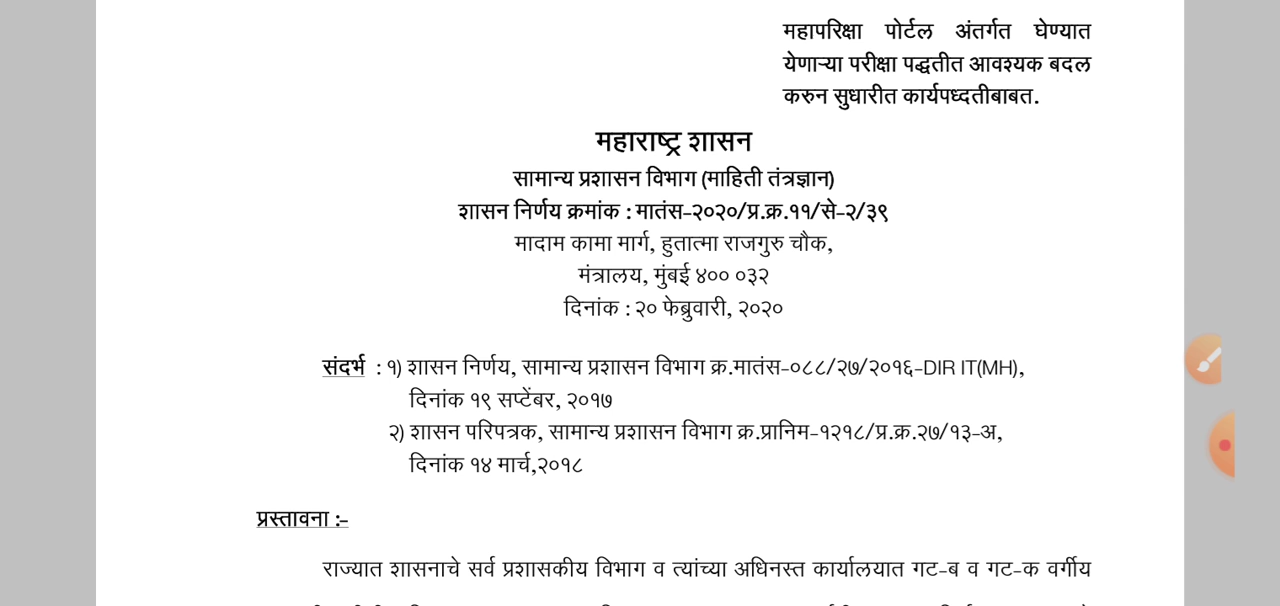 महापरिक्षा पोर्टल अंतर्गत घेण्यात
येणाऱ्या परीक्षा पद्धतीत आवश्यक बदल
करुन सुधारीत कार्यपध्दतीबाबत.
महाराष्ट्र शासन
सामान्य प्रशासन विभाग (माहिती तंत्रज्ञान)
शासन निर्णय क्रमांक : मातंस-२०२०/प्र.क्र.११/से-२/३९
मादाम कामा मार्ग, हुतात्मा राजगुरु चौक,
मंत्रालय, मुंबई ४०० ०३२
दिनांक : २० फेब्रुवारी, २०२०
संदर्भ : १) शासन निर्णय, सामान्य प्रशासन विभाग क्र.मातंस-०८८/२७/२०१६-DIR IT(MH),
दिनांक १९ सप्टेंबर, २०१७
२) शासन परिपत्रक, सामान्य प्रशासन विभाग क्र.प्रानिम-१२१८/प्र.क्र.२७/१३-अ,
दिनांक १४ मार्च,२०१८
प्रस्तावना :-
राज्यात शासनाचे सर्व प्रशासकीय विभाग व त्यांच्या अधिनस्त कार्यालयात गट-ब व गट-क वर्गीय